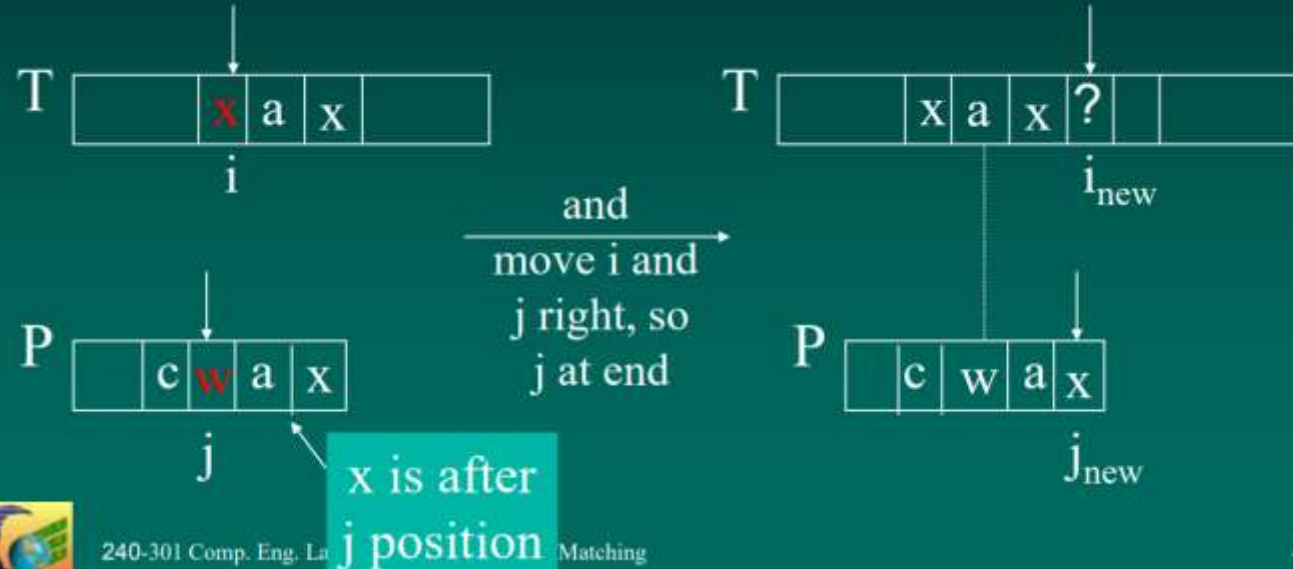 T
x a x
i
P
c w a x
j
x is after
j position
and
move i and
j right, so
j at end
T
x a x ?
i new
P
c w a x
j new
240-301 Comp. Eng. La
Matching